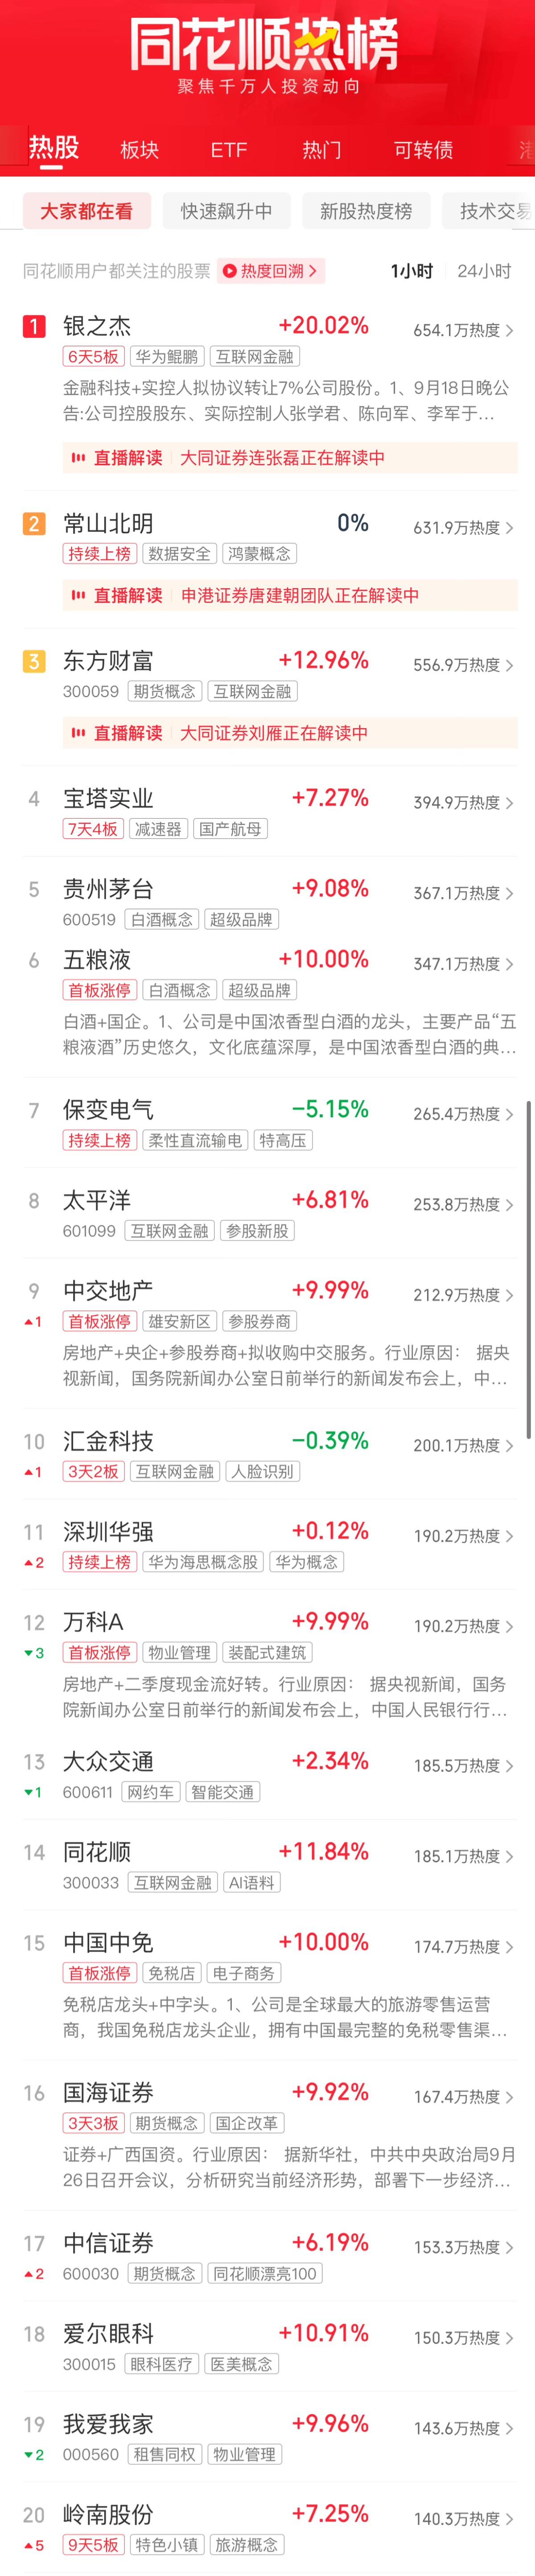 同花顺热榜
聚焦千万人投资动向
热股 板块 ETF 热门 可转债
大家都在看 快速飙升中 新股热度榜 技术交易
同花顺用户都关注的股票 热度回溯 1小时 24小时
1 银之杰 +20.02% 654.1万热度
6天5板 华为鲲鹏 互联网金融
金融科技+实控人拟协议转让7%公司股份。1、9月18日晚公
告:公司控股股东、实际控制人张学君、陈向军、李军于...
直播解读 大同证券连张磊正在解读中
2 常山北明 0% 631.9万热度
持续上榜 数据安全 鸿蒙概念
直播解读 申港证券唐建朝团队正在解读中
3 东方财富 +12.96% 556.9万热度
300059 期货概念 互联网金融
直播解读 大同证券刘雁正在解读中
4 宝塔实业 +7.27% 394.9万热度
7天4板 减速器 国产航母
5 贵州茅台 +9.08% 367.1万热度
600519 白酒概念 超级品牌
6 五粮液 +10.00% 347.1万热度
首板涨停 白酒概念 超级品牌
白酒+国企。1、公司是中国浓香型白酒的龙头，主要产品“五
粮液酒”历史悠久，文化底蕴深厚，是中国浓香型白酒的典...
7 保变电气 -5.15% 265.4万热度
持续上榜 柔性直流输电 特高压
8 太平洋 +6.81% 253.8万热度
601099 互联网金融 参股新股
9 中交地产 +9.99% 212.9万热度
1 首板涨停 雄安新区 参股券商
房地产+央企+参股券商+拟收购中交服务。行业原因： 据央
视新闻，国务院新闻办公室日前举行的新闻发布会上，中...
10 汇金科技 -0.39% 200.1万热度
1 3天2板 互联网金融 人脸识别
11 深圳华强 +0.12% 190.2万热度
2 持续上榜 华为海思概念股 华为概念
12 万科A +9.99% 190.2万热度
3 首板涨停 物业管理 装配式建筑
房地产+二季度现金流好转。行业原因： 据央视新闻，国务
院新闻办公室日前举行的新闻发布会上，中国人民银行行...
13 大众交通 +2.34% 185.5万热度
1 600611 网约车 智能交通
14 同花顺 +11.84% 185.1万热度
300033 互联网金融 AI语料
15 中国中免 +10.00% 174.7万热度
首板涨停 免税店 电子商务
免税店龙头+中字头。1、公司是全球最大的旅游零售运营
商，我国免税店龙头企业，拥有中国最完整的免税零售渠...
16 国海证券 +9.92% 167.4万热度
3天3板 期货概念 国企改革
证券+广西国资。行业原因： 据新华社，中共中央政治局9月
26日召开会议，分析研究当前经济形势，部署下一步经济...
17 中信证券 +6.19% 153.3万热度
2 600030 期货概念 同花顺漂亮100
18 爱尔眼科 +10.91% 150.3万热度
300015 眼科医疗 医美概念
19 我爱我家 +9.96% 143.6万热度
2 000560 租售同权 物业管理
20 岭南股份 +7.25% 140.3万热度
5 9天5板 特色小镇 旅游概念